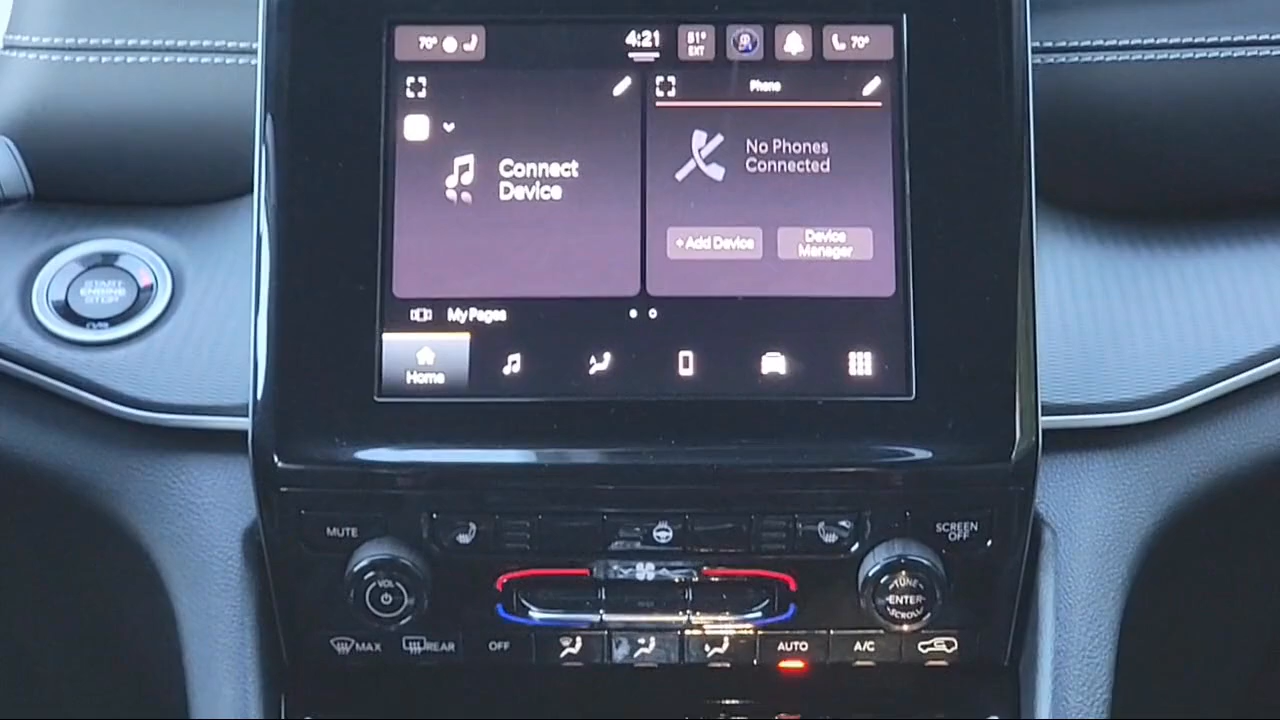 70°
4:21
51°
EXT
70°
Phone
Connect
Device
No Phones
Connected
+ Add Device
Device
Manager
My Pages
Home
START
ENGINE
STOP
MUTE
SCREEN
OFF
VOL
TUNE
ENTER
SCROLL
MAX
REAR
OFF
AUTO
A/C